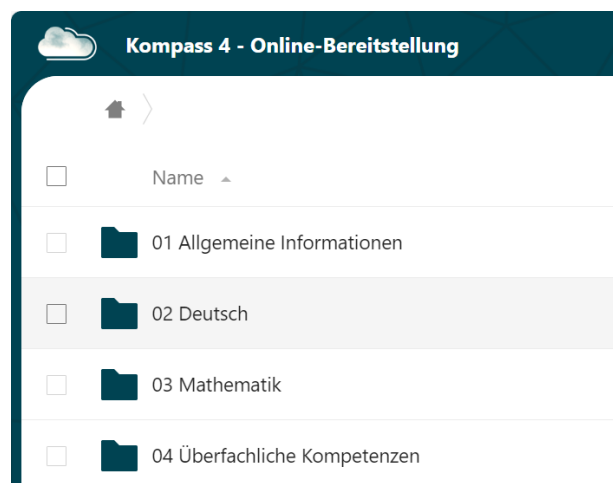 Kompass 4 - Online-Bereitstellung
Name
01 Allgemeine Informationen
02 Deutsch
03 Mathematik
04 Überfachliche Kompetenzen